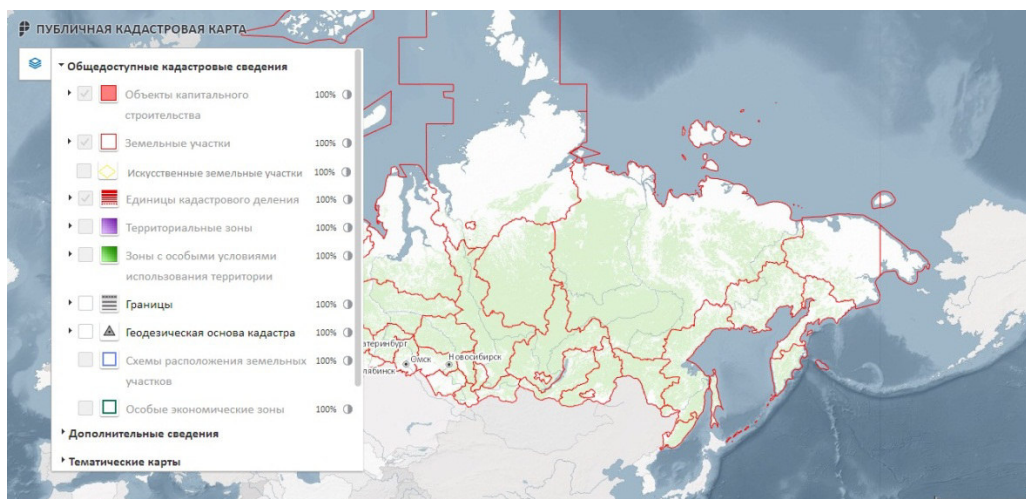 ПУБЛИЧНАЯ КАДАСТРОВАЯ КАРТА
Общедоступные кадастровые сведения
Объекты капитального 100%
строительства
Земельные участки 100%
Искусственные земельные участки 100%
Единицы кадастрового деления 100%
Территориальные зоны 100%
Зоны с особыми условиями 100%
использования территории
Границы 100%
Геодезическая основа кадастра 100%
Схемы расположения земельных 100%
участков
Особые экономические зоны 100%
Дополнительные сведения
Тематические карты
атеринбург
Омск
Новосибирск
лябинск